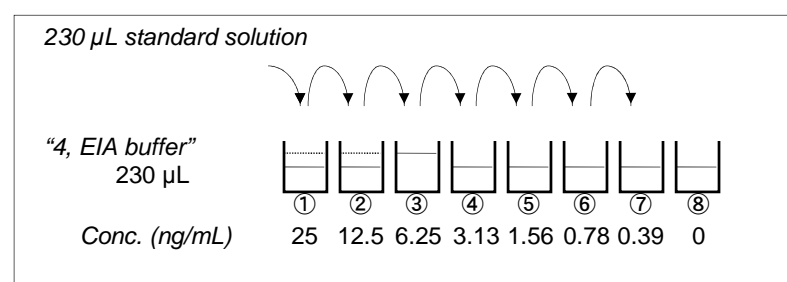 230 µL standard solution
“4, EIA buffer”
230 µL
① ② ③ ④ ⑤ ⑥ ⑦ ⑧
Conc. (ng/mL) 25 12.5 6.25 3.13 1.56 0.78 0.39 0